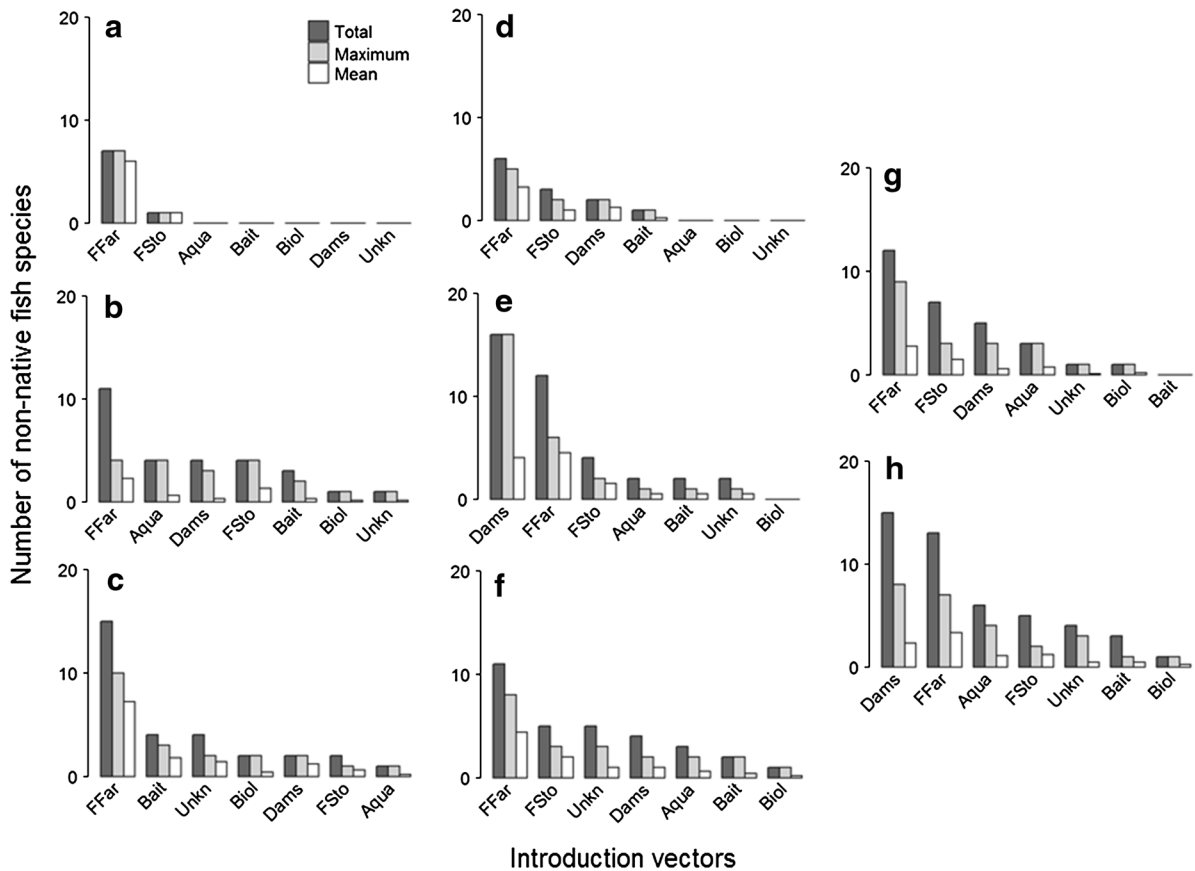 Number of non-native fish species
a
Total
Maximum
Mean
20
10
0
FFar FSto Aqua Bait Biol Dams Unkn
b
20
10
0
FFar Aqua Dams FSto Bait Biol Unkn
c
20
10
0
FFar Bait Unkn Biol Dams FSto Aqua
d
20
10
0
FFar FSto Dams Bait Aqua Biol Unkn
e
20
10
0
Dams FFar FSto Aqua Bait Unkn Biol
f
20
10
0
FFar FSto Unkn Dams Aqua Bait Biol
g
20
10
0
FFar FSto Dams Aqua Unkn Biol Bait
h
20
10
0
Dams FFar Aqua FSto Unkn Bait Biol
Introduction vectors